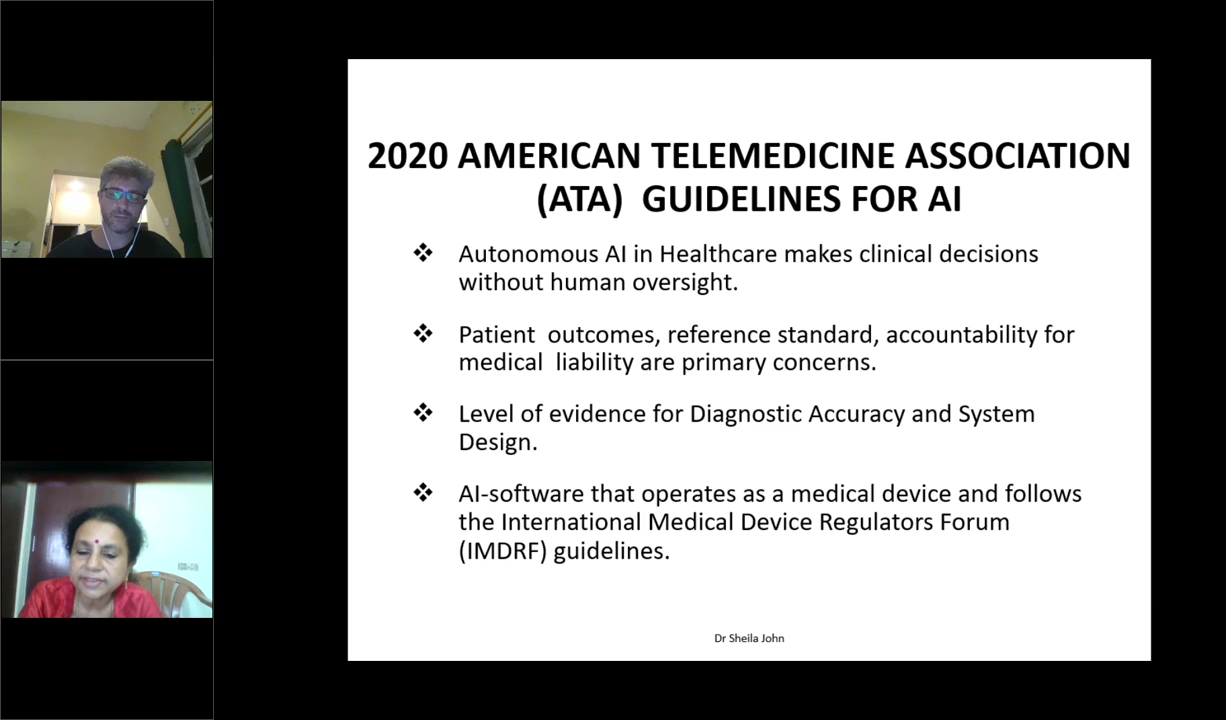 2020 AMERICAN TELEMEDICINE ASSOCIATION
(ATA)  GUIDELINES FOR AI
❖ Autonomous AI in Healthcare makes clinical decisions
without human oversight.
❖ Patient  outcomes, reference standard, accountability for
medical  liability are primary concerns.
❖ Level of evidence for Diagnostic Accuracy and System
Design.
❖ AI-software that operates as a medical device and follows
the International Medical Device Regulators Forum
(IMDRF) guidelines.
Dr Sheila John